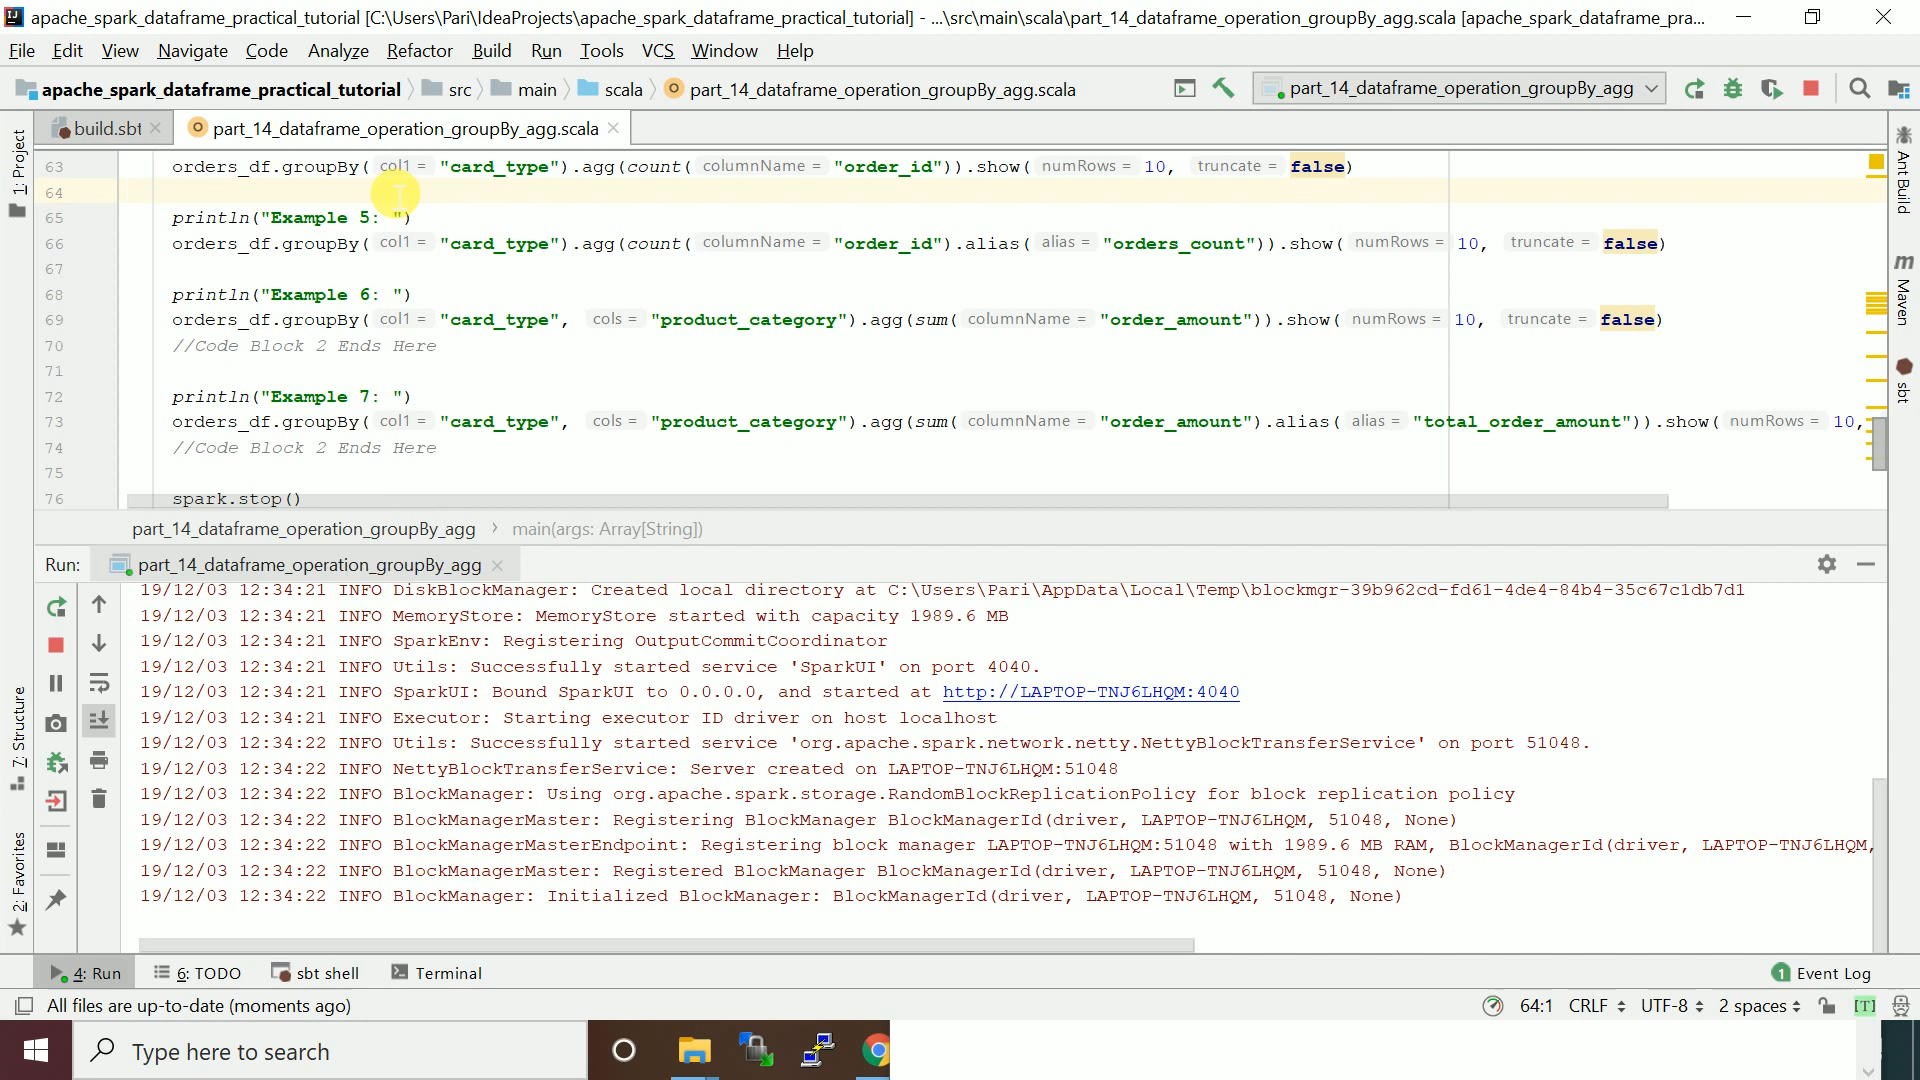 apache_spark_dataframe_practical_tutorial [C:\Users\Pari\IdeaProjects\apache_spark_dataframe_practical_tutorial] - ...\src\main\scala\part_14_dataframe_operation_groupBy_agg.scala [apache_spark_dataframe_pra...
File Edit View Navigate Code Analyze Refactor Build Run Tools VCS Window Help
apache_spark_dataframe_practical_tutorial src main scala part_14_dataframe_operation_groupBy_agg.scala part_14_dataframe_operation_groupBy_agg
build.sbt part_14_dataframe_operation_groupBy_agg.scala
63 orders_df.groupBy( col1 = "card_type").agg(count( columnName = "order_id")).show( numRows = 10, truncate = false)
64
65 println("Example 5: ")
66 orders_df.groupBy( col1 = "card_type").agg(count( columnName = "order_id").alias( alias = "orders_count")).show( numRows = 10, truncate = false)
67
68 println("Example 6: ")
69 orders_df.groupBy( col1 = "card_type", cols = "product_category").agg(sum( columnName = "order_amount")).show( numRows = 10, truncate = false)
70 //Code Block 2 Ends Here
71
72 println("Example 7: ")
73 orders_df.groupBy( col1 = "card_type", cols = "product_category").agg(sum( columnName = "order_amount").alias( alias = "total_order_amount")).show( numRows = 10,
74 //Code Block 2 Ends Here
75
76 spark.stop()
part_14_dataframe_operation_groupBy_agg › main(args: Array[String])
Run: part_14_dataframe_operation_groupBy_agg
19/12/03 12:34:21 INFO DiskBlockManager: Created local directory at C:\Users\Pari\AppData\Local\Temp\blockmgr-39b962cd-fd61-4de4-84b4-35c67c1db7d1
19/12/03 12:34:21 INFO MemoryStore: MemoryStore started with capacity 1989.6 MB
19/12/03 12:34:21 INFO SparkEnv: Registering OutputCommitCoordinator
19/12/03 12:34:21 INFO Utils: Successfully started service 'SparkUI' on port 4040.
19/12/03 12:34:21 INFO SparkUI: Bound SparkUI to 0.0.0.0, and started at http://LAPTOP-TNJ6LHQM:4040
19/12/03 12:34:21 INFO Executor: Starting executor ID driver on host localhost
19/12/03 12:34:22 INFO Utils: Successfully started service 'org.apache.spark.network.netty.NettyBlockTransferService' on port 51048.
19/12/03 12:34:22 INFO NettyBlockTransferService: Server created on LAPTOP-TNJ6LHQM:51048
19/12/03 12:34:22 INFO BlockManager: Using org.apache.spark.storage.RandomBlockReplicationPolicy for block replication policy
19/12/03 12:34:22 INFO BlockManagerMaster: Registering BlockManager BlockManagerId(driver, LAPTOP-TNJ6LHQM, 51048, None)
19/12/03 12:34:22 INFO BlockManagerMasterEndpoint: Registering block manager LAPTOP-TNJ6LHQM:51048 with 1989.6 MB RAM, BlockManagerId(driver, LAPTOP-TNJ6LHQM,
19/12/03 12:34:22 INFO BlockManagerMaster: Registered BlockManager BlockManagerId(driver, LAPTOP-TNJ6LHQM, 51048, None)
19/12/03 12:34:22 INFO BlockManager: Initialized BlockManager: BlockManagerId(driver, LAPTOP-TNJ6LHQM, 51048, None)
1: Project
7: Structure
2: Favorites
Ant Build
m Maven
sbt
4: Run 6: TODO sbt shell Terminal 1 Event Log
All files are up-to-date (moments ago) 64:1 CRLF UTF-8 2 spaces [T]
Type here to search